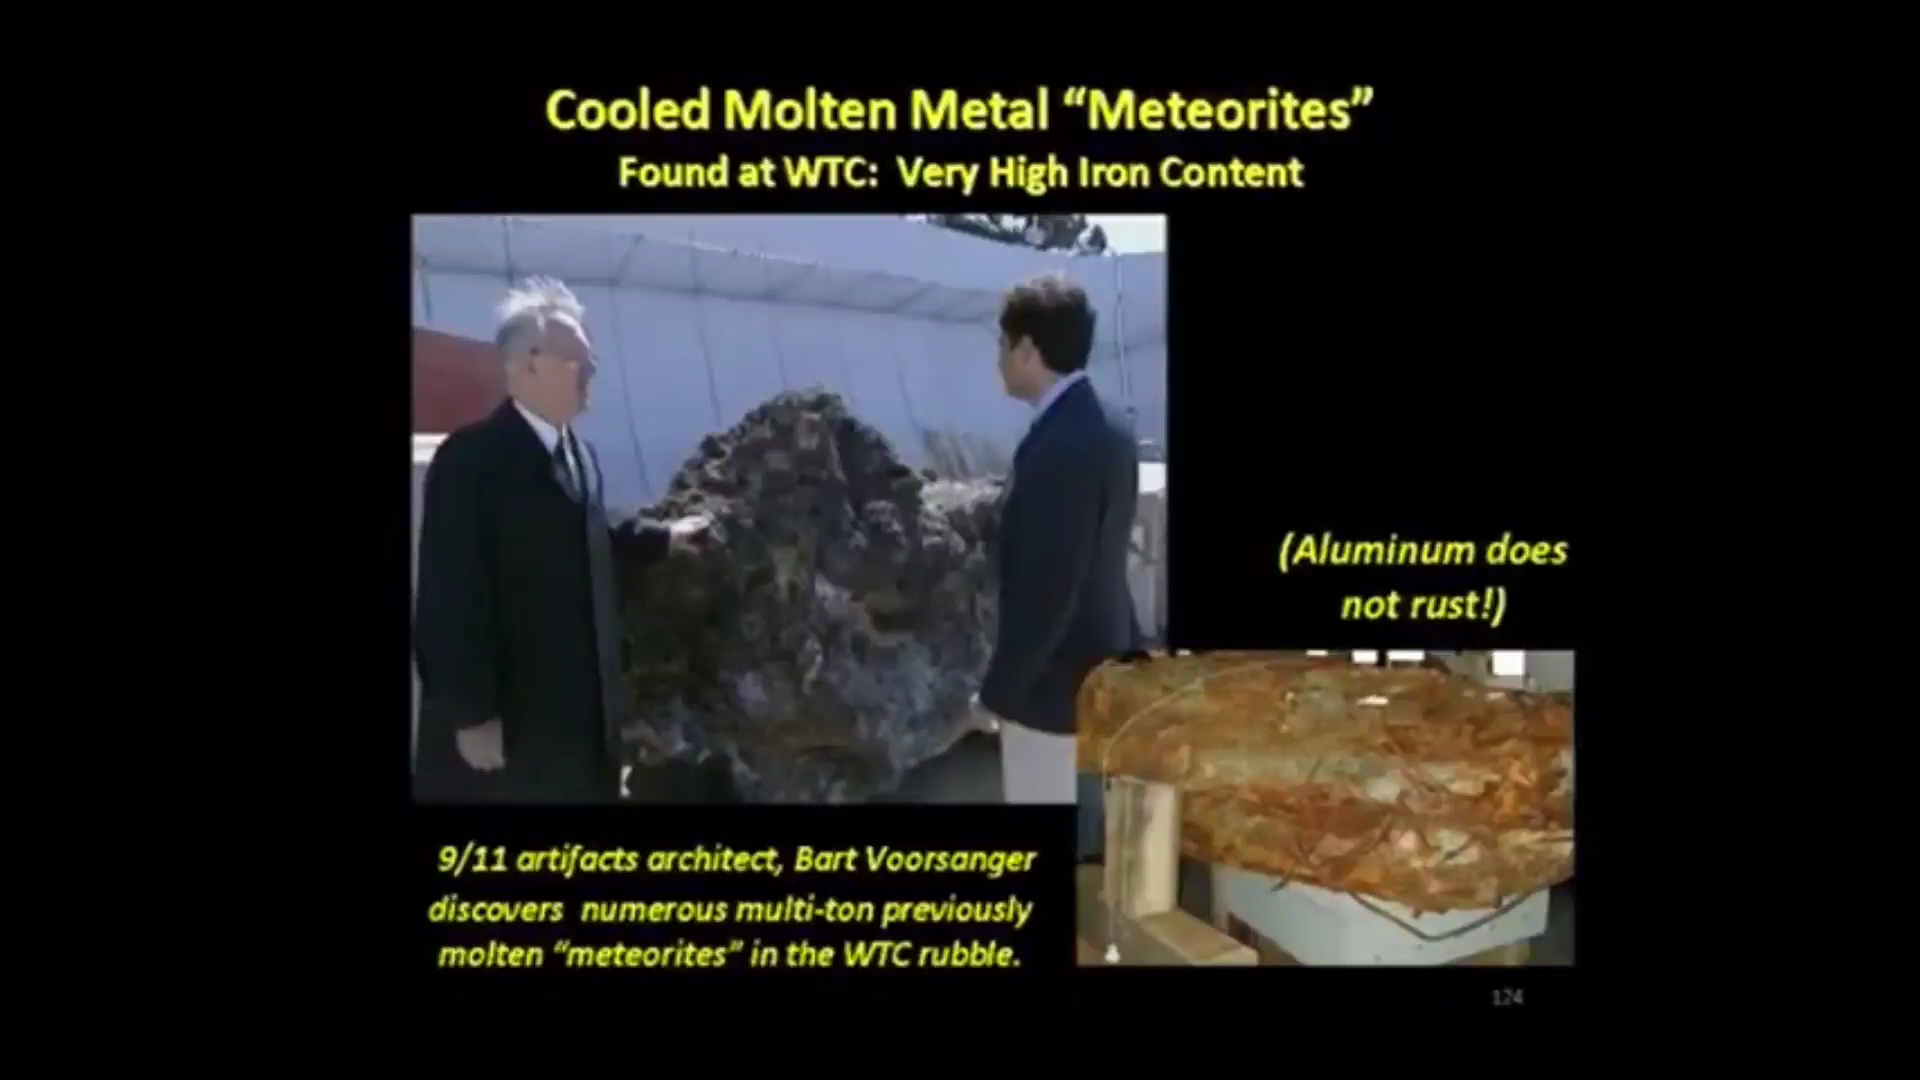 Cooled Molten Metal “Meteorites”
Found at WTC: Very High Iron Content
(Aluminum does
not rust!)
9/11 artifacts architect, Bart Voorsanger
discovers numerous multi-ton previously
molten “meteorites” in the WTC rubble.
124